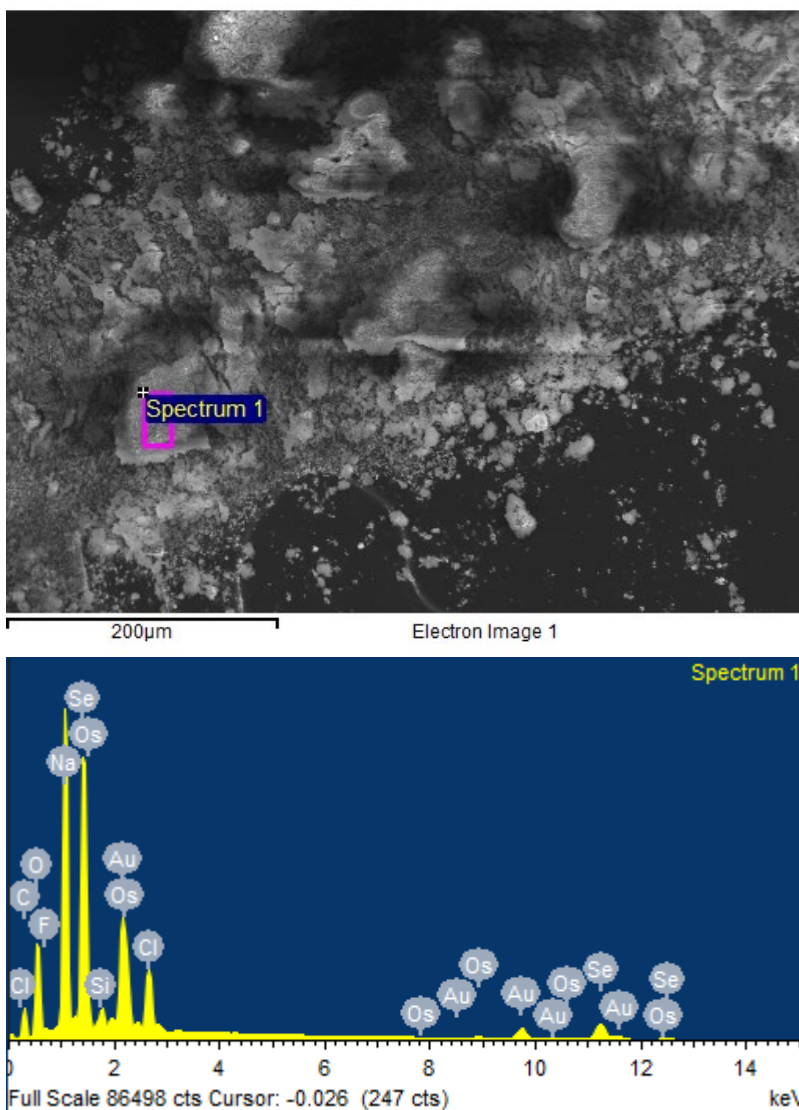 Spectrum 1
200µm Electron Image 1
Spectrum 1
Se
Os
Na
O Au
C Os
F Cl
Cl Si
Os Se Se
Os Au Au Os Au Au Os
0 2 4 6 8 10 12 14
Full Scale 86498 cts Cursor: -0.026 (247 cts) keV